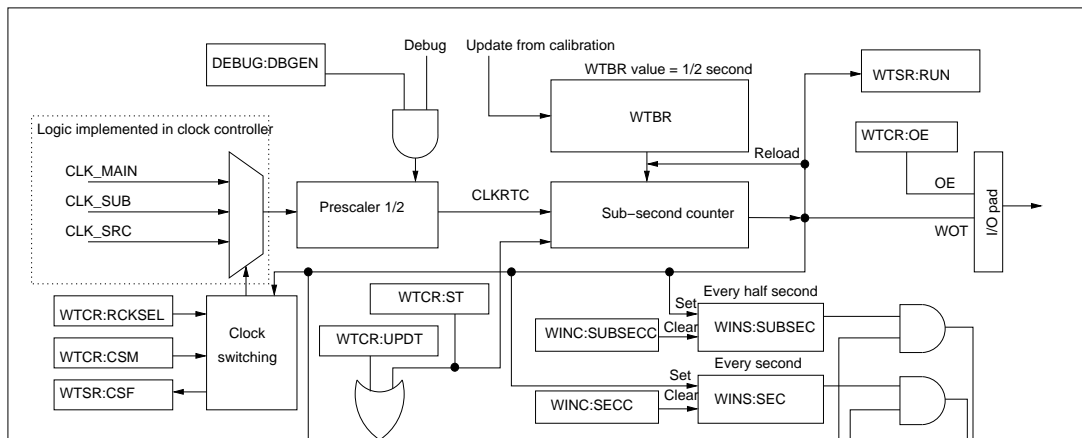 Debug
Update from calibration
DEBUG:DBGEN
WTBR value = 1/2 second
WTSR:RUN
WTBR
Logic implemented in clock controller
WTCR:OE
Reload
CLK_MAIN
OE
CLK_SUB
Prescaler 1/2
CLKRTC
Sub-second counter
I/O pad
CLK_SRC
WOT
WTCR:ST
Every half second
WTCR:RCKSEL
Set
Clock
switching
WTCR:UPDT
WINC:SUBSECC
Clear
WINS:SUBSEC
WTCR:CSM
Every second
Set
WTSR:CSF
WINC:SECC
Clear
WINS:SEC